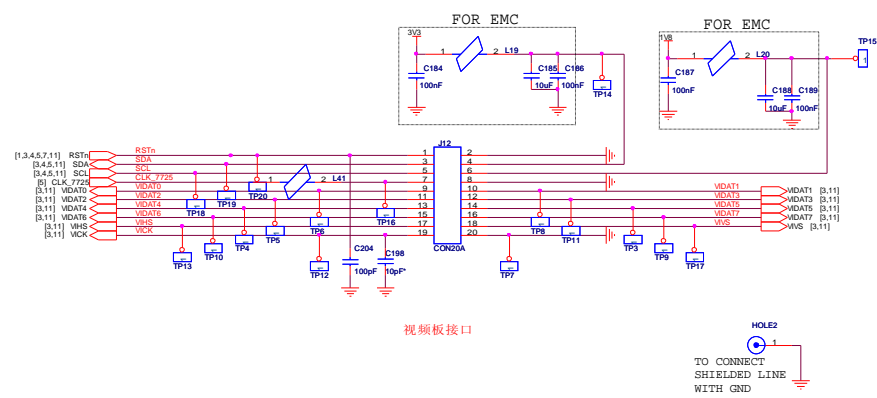 FOR EMC
3V3
1 2 L19
C184
100nF
C185
10uF
C186
100nF
TP14
FOR EMC
1V8
1 2 L20
C187
100nF
C188
10uF
C189
100nF
TP15
1
J12
[1,3,4,5,7,11] RSTn RSTn 1 2
[3,4,5,11] SDA SDA 3 4
[3,4,5,11] SCL SCL 5 6
[5] CLK_7725 CLK_7725 1 2 L41 7 8
[3,11] VIDAT0 VIDAT0 9 10 VIDAT1 VIDAT1 [3,11]
[3,11] VIDAT2 VIDAT2 11 12 VIDAT3 VIDAT3 [3,11]
[3,11] VIDAT4 VIDAT4 13 14 VIDAT5 VIDAT5 [3,11]
[3,11] VIDAT6 VIDAT6 15 16 VIDAT7 VIDAT7 [3,11]
[3,11] VIHS VIHS 17 18 VIVS VIVS [3,11]
[3,11] VICK VICK 19 20
CON20A
TP20
TP19
TP18
TP16
TP6
TP5
TP4
TP10
TP13
TP12
C204
100pF
C198
10pF*
TP7
TP8
TP11
TP3
TP9
TP17
视频板接口
HOLE2
1
TO CONNECT
SHIELDED LINE
WITH GND